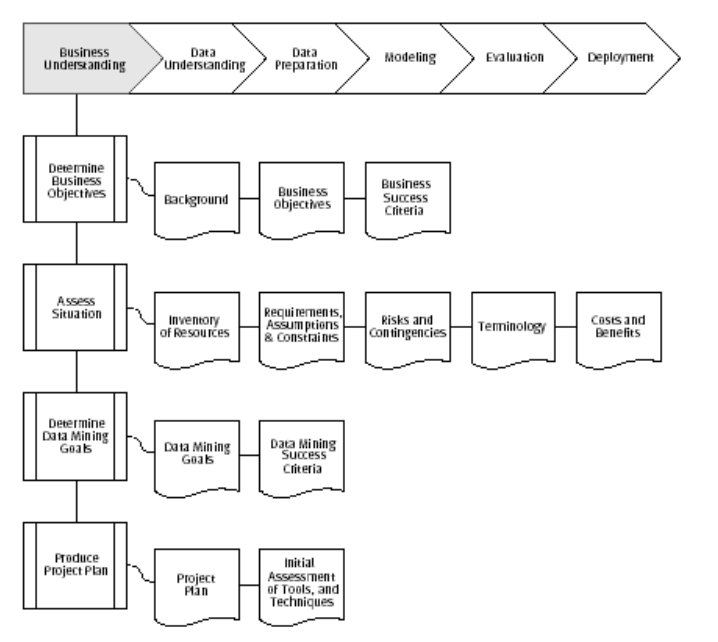 Business
Understanding
Data
Understanding
Data
Preparation
Modeling
Evaluation
Deployment
Determine
Business
Objectives
Background
Business
Objectives
Business
Success
Criteria
Assess
Situation
Inventory
of Resources
Requirements,
Assumptions
& Constraints
Risks and
Contingencies
Terminology
Costs and
Benefits
Determine
Data Mining
Goals
Data Mining
Goals
Data Mining
Success
Criteria
Produce
Project Plan
Project
Plan
Initial
Assessment
of Tools, and
Techniques